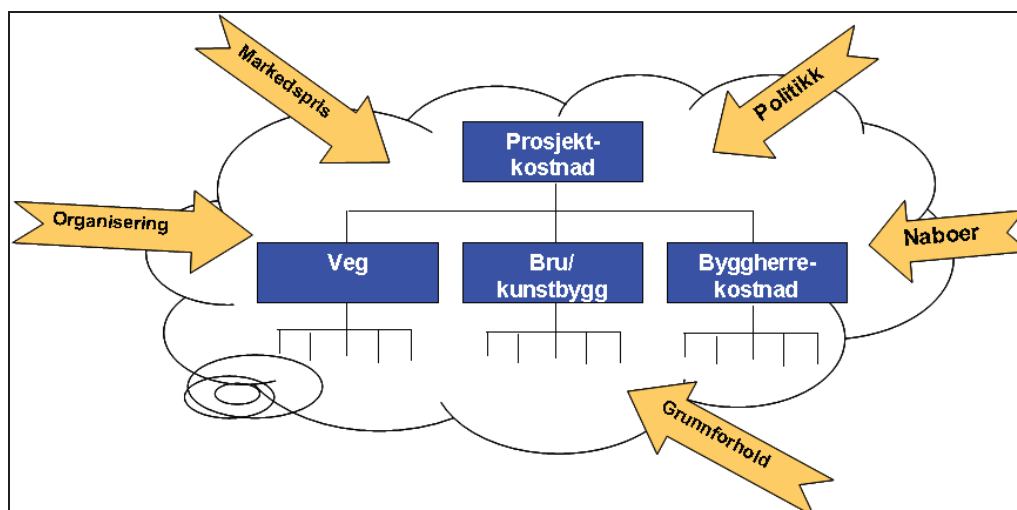 Markedspris
Politikk
Prosjekt-
kostnad
Organisering
Naboer
Veg
Bru/
kunstbygg
Byggherre-
kostnad
Grunnforhold